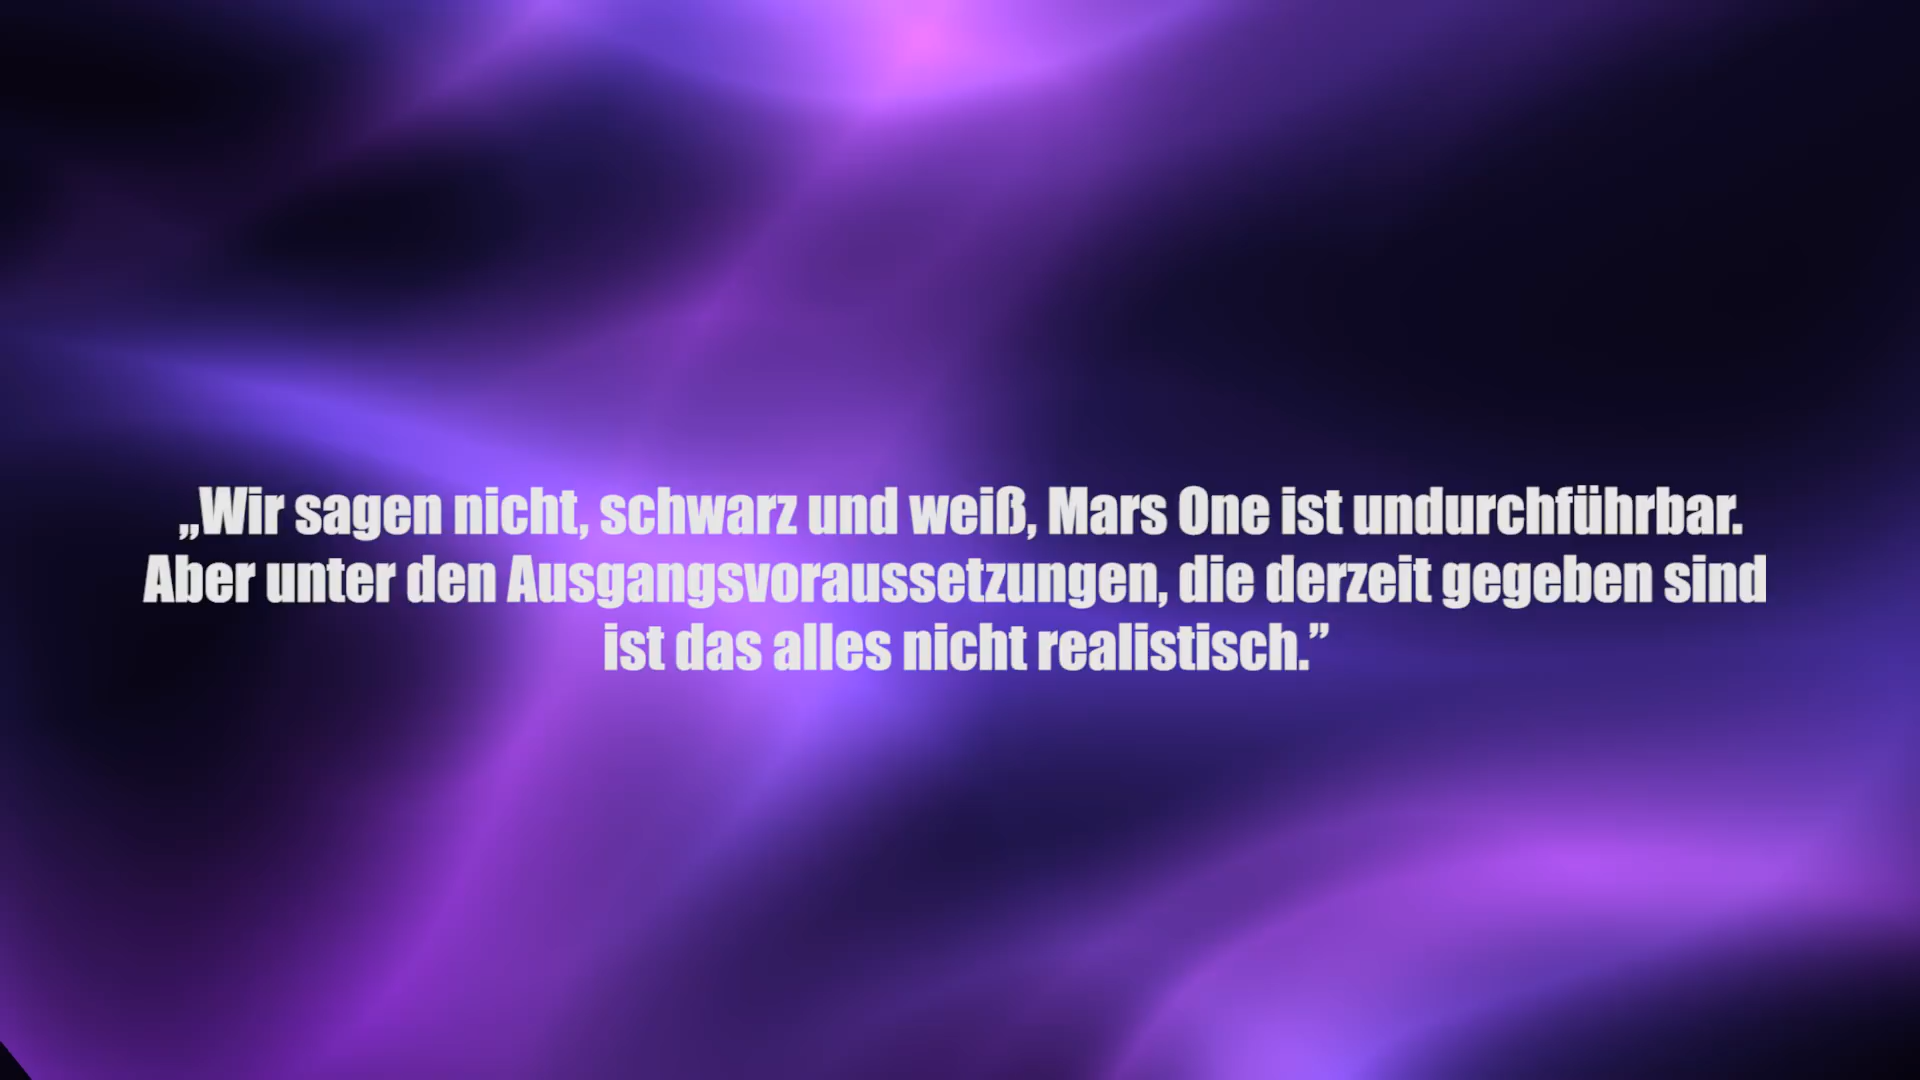 „Wir sagen nicht, schwarz und weiß, Mars One ist undurchführbar.
Aber unter den Ausgangsvoraussetzungen, die derzeit gegeben sind
ist das alles nicht realistisch.”